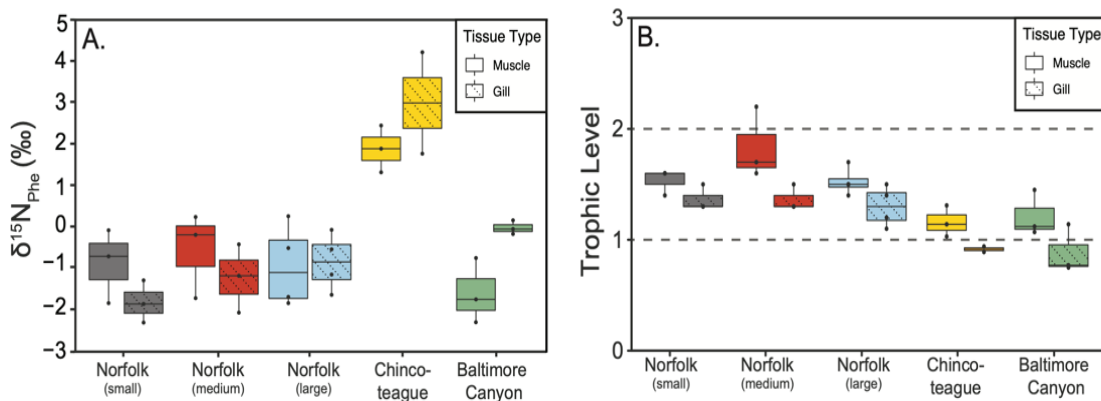 A.
Tissue Type
Muscle
Gill
δ¹⁵N_Phe (‰)
5
4
3
2
1
0
−1
−2
−3
Norfolk
(small)
Norfolk
(medium)
Norfolk
(large)
Chinco-
teague
Baltimore
Canyon
B.
Tissue Type
Muscle
Gill
Trophic Level
3
2
1
0
Norfolk
(small)
Norfolk
(medium)
Norfolk
(large)
Chinco-
teague
Baltimore
Canyon